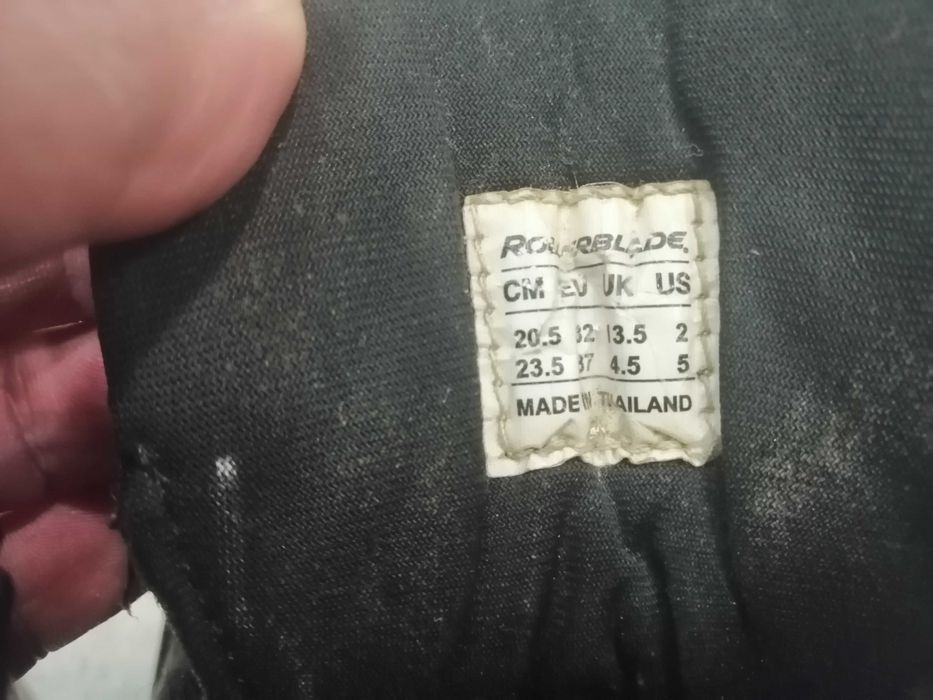 ROLLERBLADE.
CM EU UK US
20.5 32 13.5 2
23.5 37 4.5 5
MADE IN THAILAND